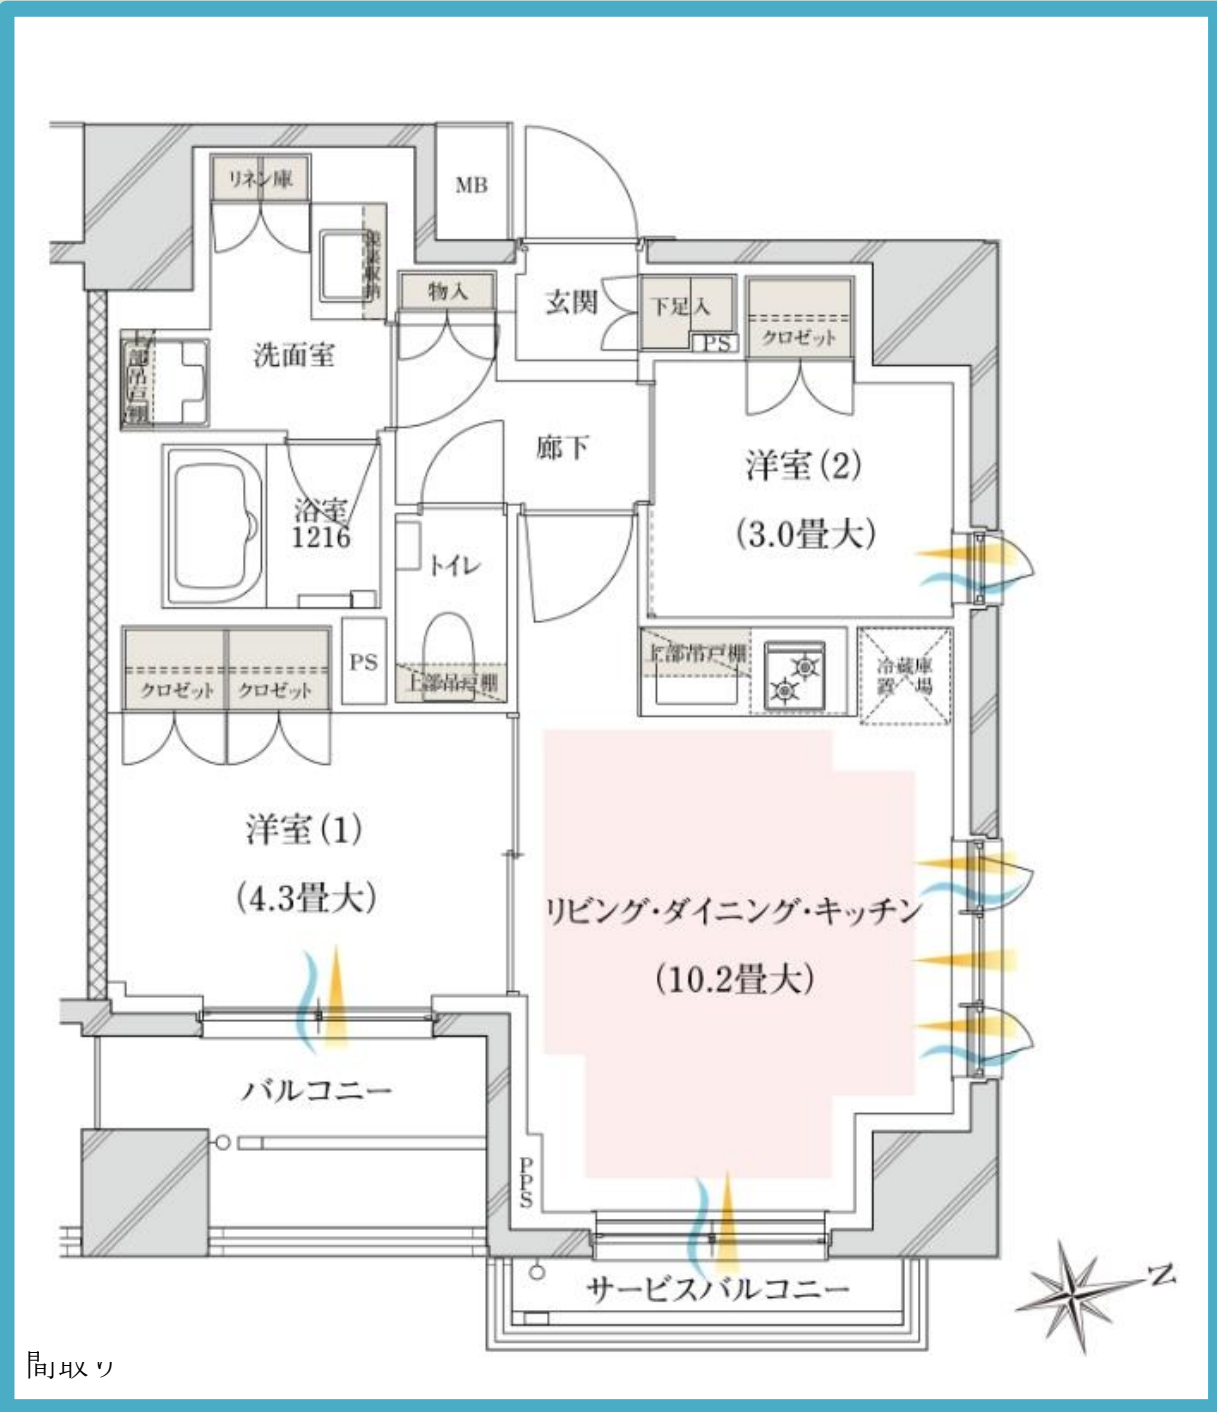 リネン庫
MB
洗濯機置場
物入
玄関
下足入
PS
クロゼット
上部吊戸棚
洗面室
廊下
洋室(2)
(3.0畳大)
浴室
1216
トイレ
上部吊戸棚
PS
クロゼット
クロゼット
上部吊戸棚
冷蔵庫
置場
洋室(1)
(4.3畳大)
リビング・ダイニング・キッチン
(10.2畳大)
バルコニー
PPS
サービスバルコニー
N
間取り